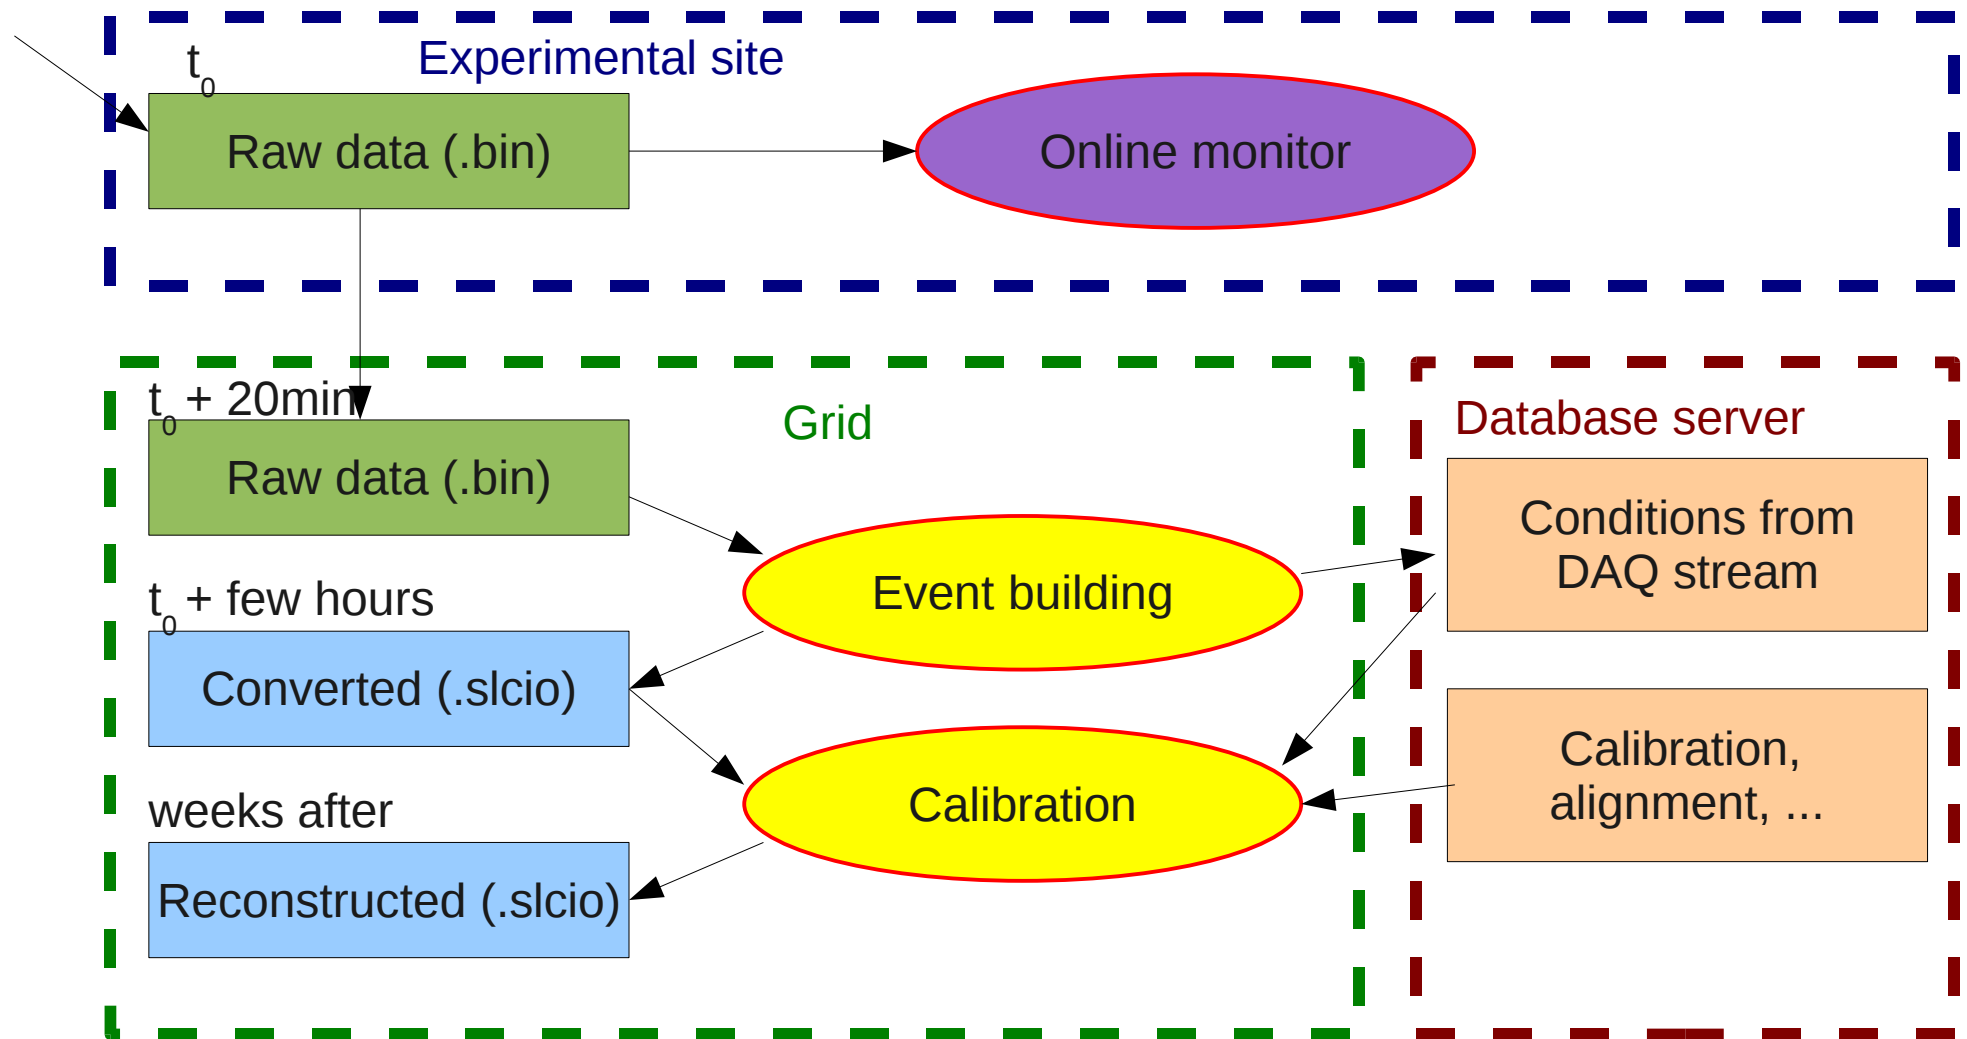 t0
Experimental site
Raw data (.bin)
Online monitor
t0 + 20min
Grid
Database server
Raw data (.bin)
Conditions from
DAQ stream
Event building
t0 + few hours
Converted (.slcio)
Calibration,
alignment, ...
Calibration
weeks after
Reconstructed (.slcio)